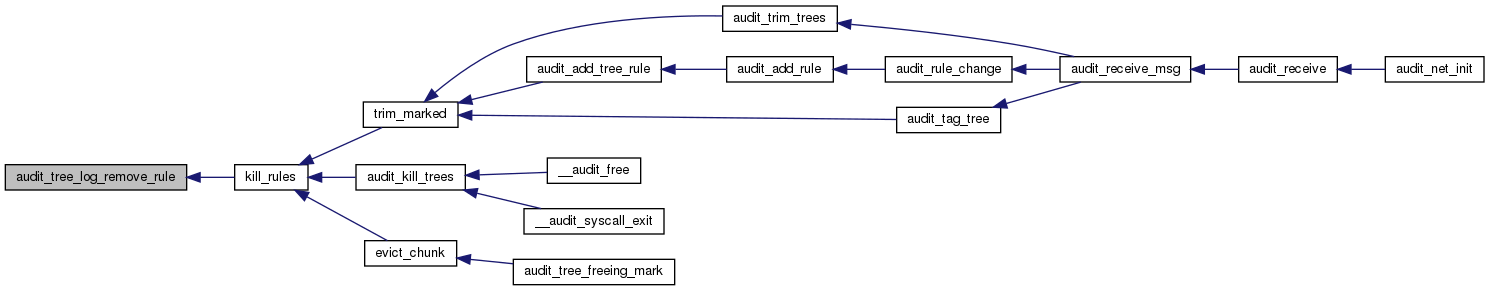 audit_trim_trees
audit_add_tree_rule
audit_add_rule
audit_rule_change
audit_receive_msg
audit_receive
audit_net_init
trim_marked
audit_tag_tree
audit_tree_log_remove_rule
kill_rules
audit_kill_trees
__audit_free
__audit_syscall_exit
evict_chunk
audit_tree_freeing_mark